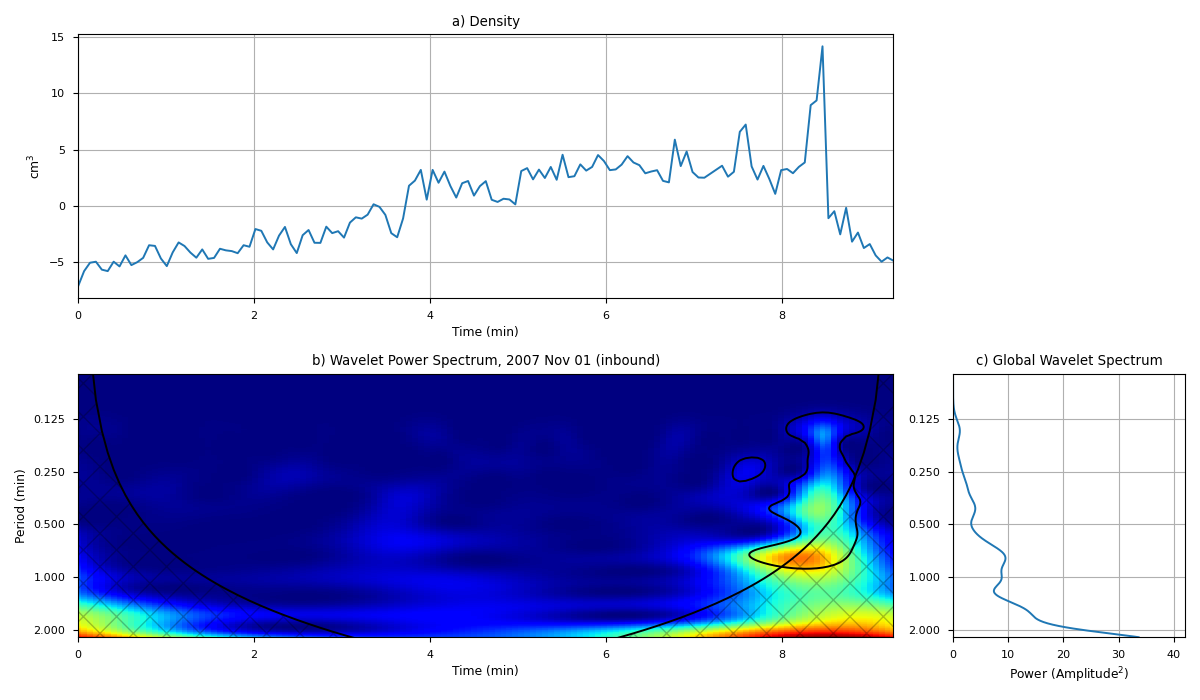 a) Density
15
10
5
0
−5
cm³
0 2 4 6 8
Time (min)
b) Wavelet Power Spectrum, 2007 Nov 01 (inbound)
0.125
0.250
0.500
1.000
2.000
Period (min)
0 2 4 6 8
Time (min)
c) Global Wavelet Spectrum
0.125
0.250
0.500
1.000
2.000
0 10 20 30 40
Power (Amplitude²)